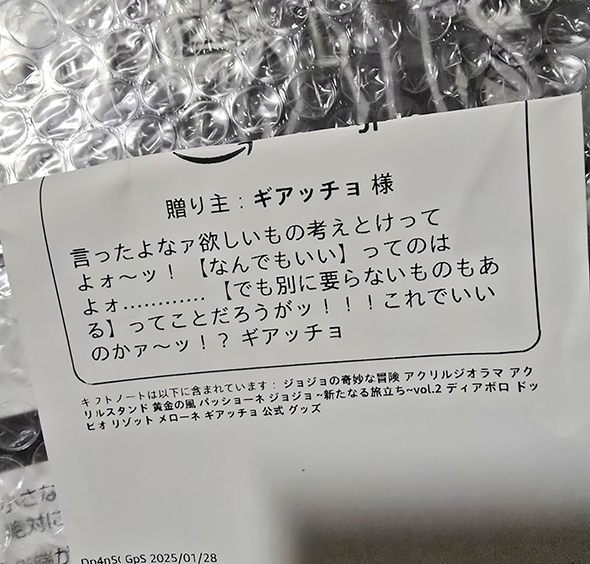 贈り主：ギアッチョ 様
言ったよなァ欲しいもの考えとけって
よォ～ッ！【なんでもいい】ってのは
よォ…………【でも別に要らないものもあ
る】ってことだろうがッ！！！これでいい
のかァ～ッ！？ ギアッチョ
ギフトノートは以下に含まれています： ジョジョの奇妙な冒険 アクリルジオラマ アク
リルスタンド 黄金の風 パッショーネ ジョジョ ~新たなる旅立ち~vol.2 ディアボロ ドッ
ピオ リゾット メローネ ギアッチョ 公式 グッズ
GpS 2025/01/28
小さな
絶対に